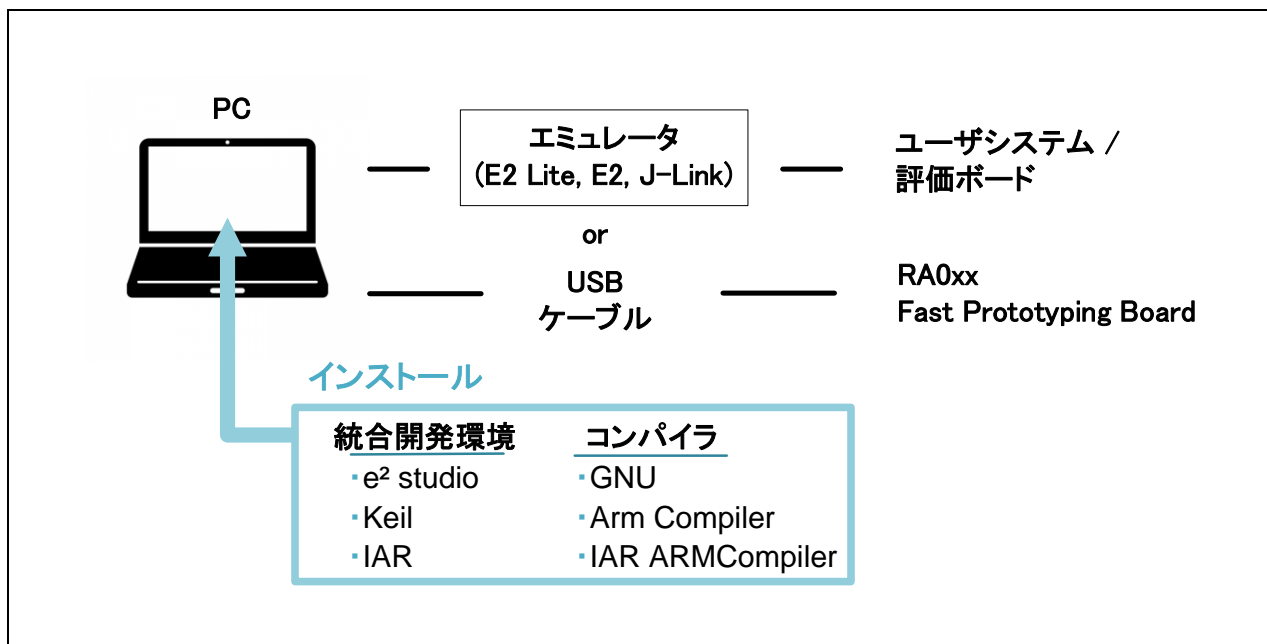 PC
エミュレータ
(E2 Lite, E2, J-Link)
ユーザシステム /
評価ボード
or
USB
ケーブル
RA0xx
Fast Prototyping Board
インストール
統合開発環境
・e² studio
・Keil
・IAR
コンパイラ
・GNU
・Arm Compiler
・IAR ARMCompiler